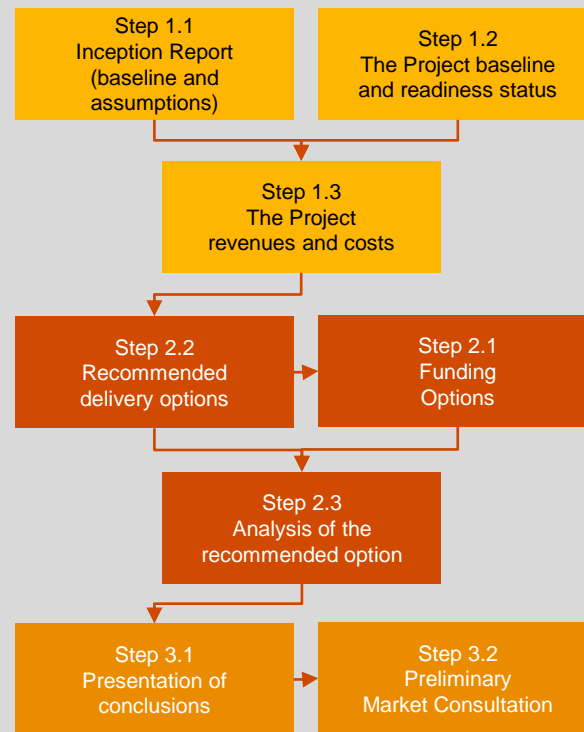 Step 1.1
Inception Report
(baseline and
assumptions)
Step 1.2
The Project baseline
and readiness status
Step 1.3
The Project
revenues and costs
Step 2.2
Recommended
delivery options
Step 2.1
Funding
Options
Step 2.3
Analysis of the
recommended option
Step 3.1
Presentation of
conclusions
Step 3.2
Preliminary
Market Consultation